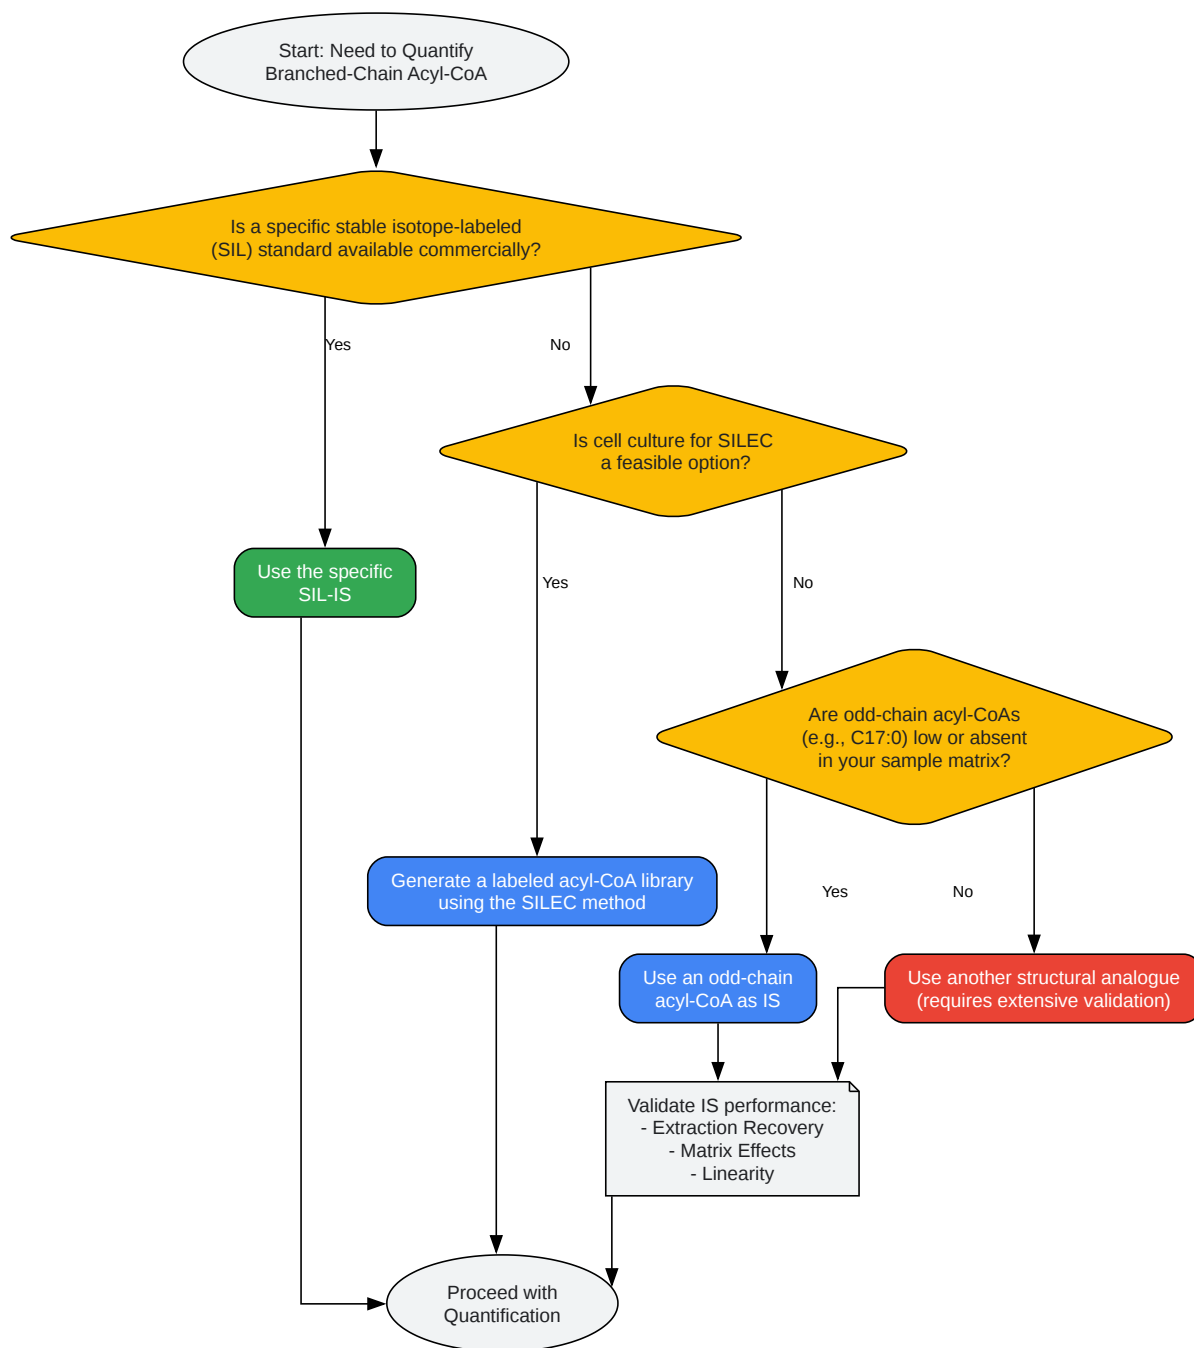 Start: Need to Quantify
Branched-Chain Acyl-CoA
Is a specific stable isotope-labeled
(SIL) standard available commercially?
Yes
No
Is cell culture for SILEC
a feasible option?
Use the specific
SIL-IS
Yes
No
Are odd-chain acyl-CoAs
(e.g., C17:0) low or absent
in your sample matrix?
Generate a labeled acyl-CoA library
using the SILEC method
Yes
No
Use an odd-chain
acyl-CoA as IS
Use another structural analogue
(requires extensive validation)
Validate IS performance:
- Extraction Recovery
- Matrix Effects
- Linearity
Proceed with
Quantification